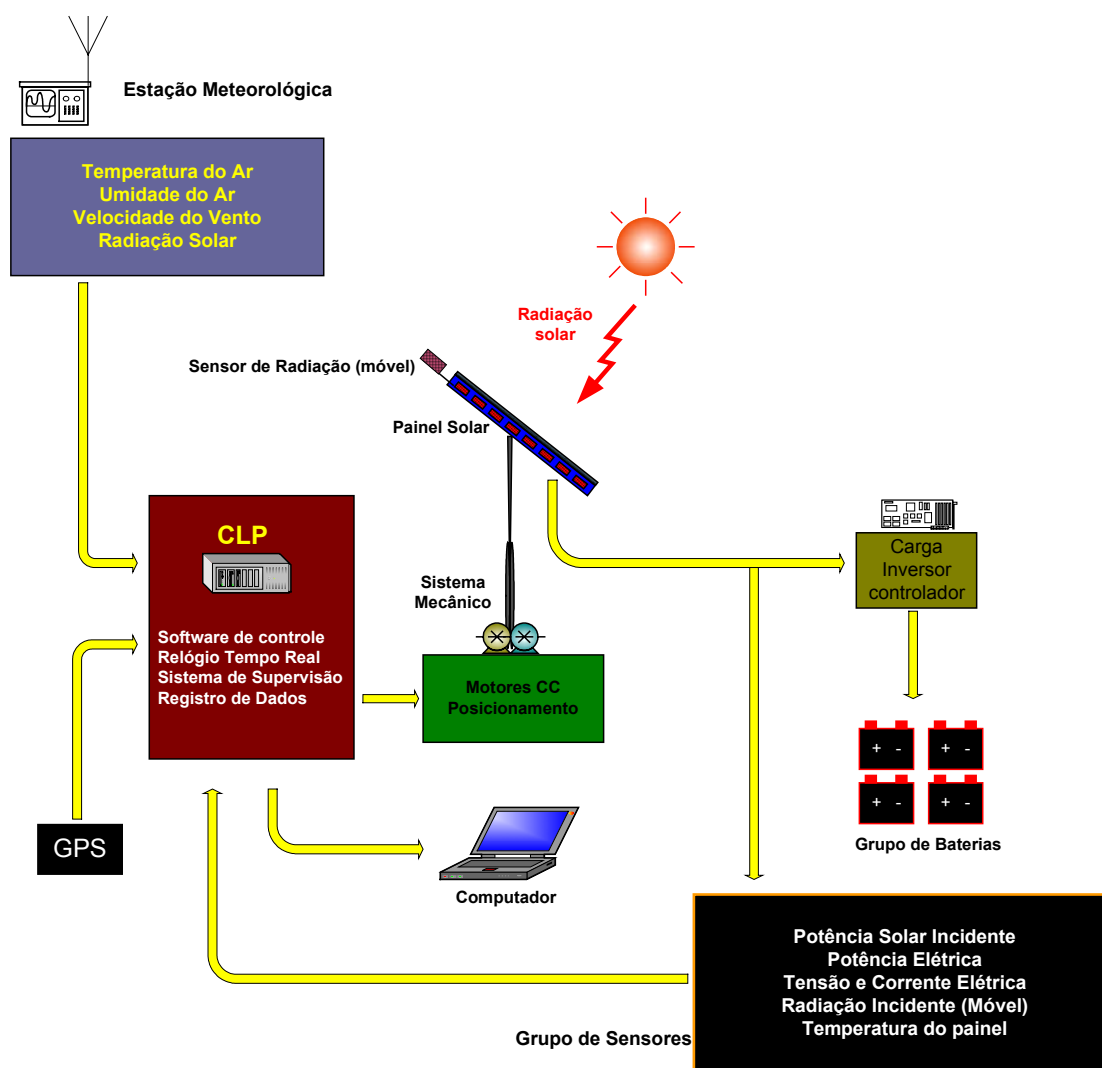 Estação Meteorológica
Temperatura do Ar
Umidade do Ar
Velocidade do Vento
Radiação Solar
Radiação
solar
Sensor de Radiação (móvel)
Painel Solar
CLP
Software de controle
Relógio Tempo Real
Sistema de Supervisão
Registro de Dados
Sistema
Mecânico
Motores CC
Posicionamento
Carga
Inversor
controlador
+ - + -
+ - + -
Grupo de Baterias
GPS
Computador
Potência Solar Incidente
Potência Elétrica
Tensão e Corrente Elétrica
Radiação Incidente (Móvel)
Temperatura do painel
Grupo de Sensores